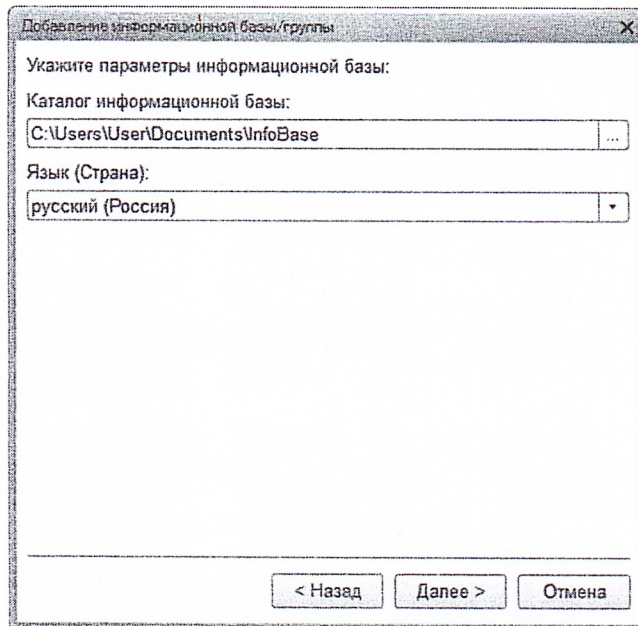 Добавление информационной базы/группы
Укажите параметры информационной базы:
Каталог информационной базы:
C:\Users\User\Documents\InfoBase
...
Язык (Страна):
русский (Россия)
< Назад
Далее >
Отмена